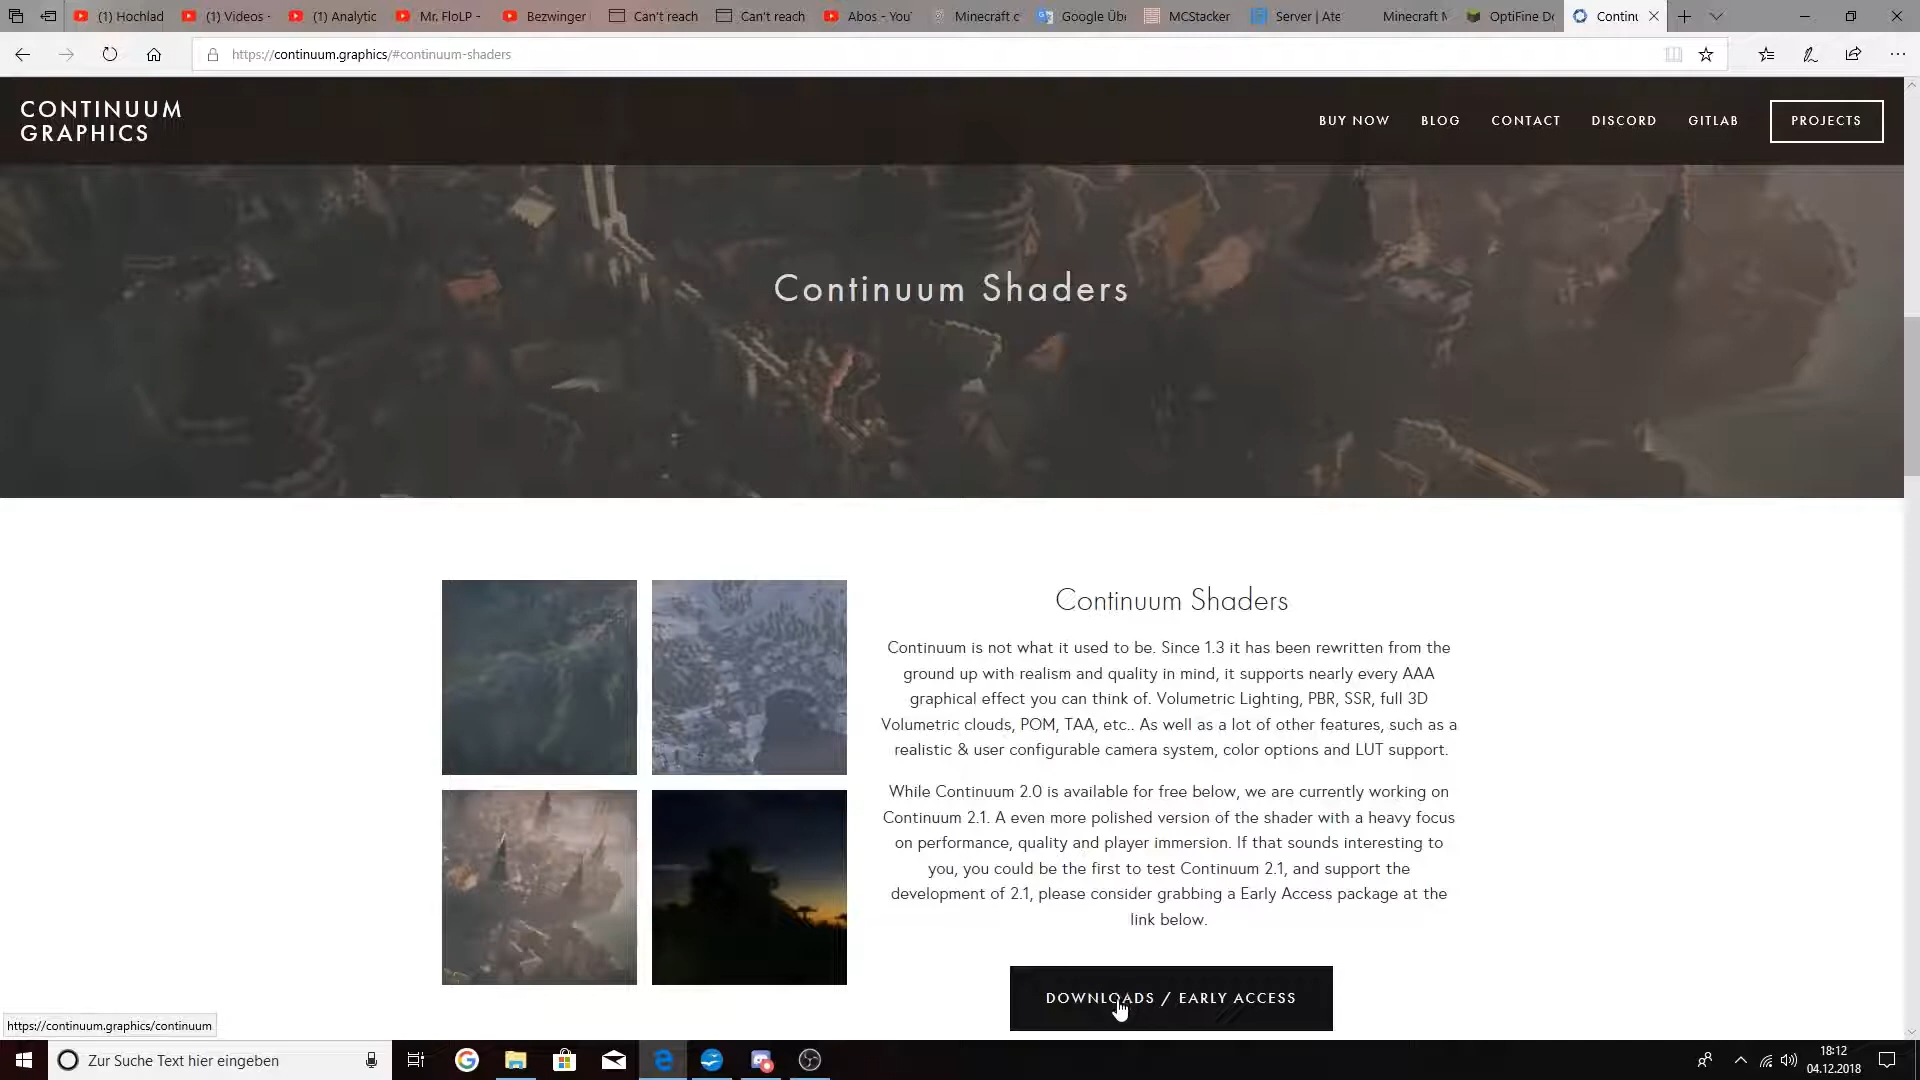 (1) Hochlad
(1) Videos -
(1) Analytic
Mr. FloLP -
Bezwinger
Can't reach
Can't reach
Abos - You
Minecraft c
Google Üb
MCStacker
Server | Ate
Minecraft M
OptiFine Do
Continu
https://continuum.graphics/#continuum-shaders
CONTINUUM
GRAPHICS
BUY NOW
BLOG
CONTACT
DISCORD
GITLAB
PROJECTS
Continuum Shaders
Continuum Shaders
Continuum is not what it used to be. Since 1.3 it has been rewritten from the
ground up with realism and quality in mind, it supports nearly every AAA
graphical effect you can think of. Volumetric Lighting, PBR, SSR, full 3D
Volumetric clouds, POM, TAA, etc.. As well as a lot of other features, such as a
realistic & user configurable camera system, color options and LUT support.
While Continuum 2.0 is available for free below, we are currently working on
Continuum 2.1. A even more polished version of the shader with a heavy focus
on performance, quality and player immersion. If that sounds interesting to
you, you could be the first to test Continuum 2.1, and support the
development of 2.1, please consider grabbing a Early Access package at the
link below.
DOWNLOADS / EARLY ACCESS
https://continuum.graphics/continuum
Zur Suche Text hier eingeben
18:12
04.12.2018